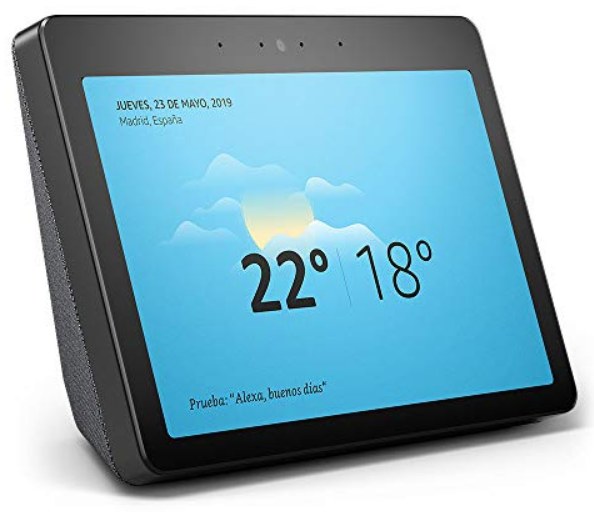 JUEVES, 23 DE MAYO, 2019
Madrid, España
22° 18°
Prueba: "Alexa, buenos días"